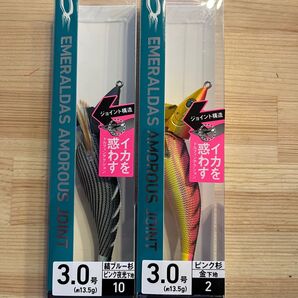 EMERALDAS AMOROUS JOINT
ジョイント構造
イカを
惑わす
3.0号
(約13.5g)
縞ブルー杉
ピンク夜光下地
10
EMERALDAS AMOROUS JOINT
ジョイント構造
イカを
惑わす
3.0号
(約13.5g)
ピンク杉
金下地
2